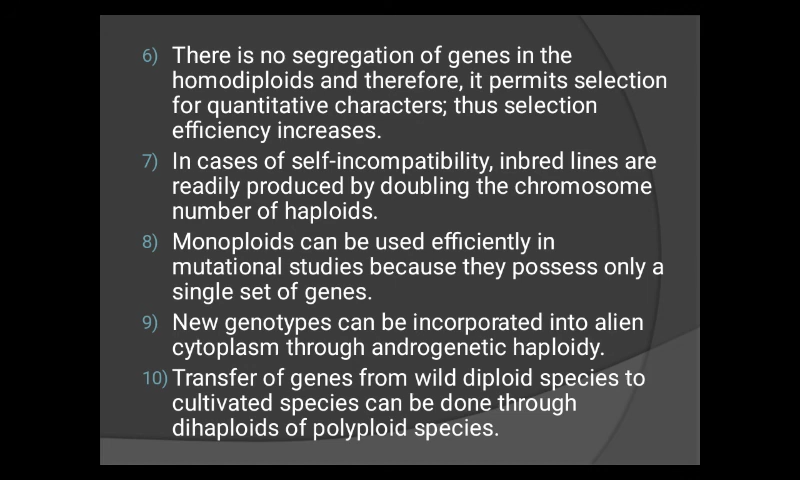 6) There is no segregation of genes in the
homodiploids and therefore, it permits selection
for quantitative characters; thus selection
efficiency increases.
7) In cases of self-incompatibility, inbred lines are
readily produced by doubling the chromosome
number of haploids.
8) Monoploids can be used efficiently in
mutational studies because they possess only a
single set of genes.
9) New genotypes can be incorporated into alien
cytoplasm through androgenetic haploidy.
10) Transfer of genes from wild diploid species to
cultivated species can be done through
dihaploids of polyploid species.